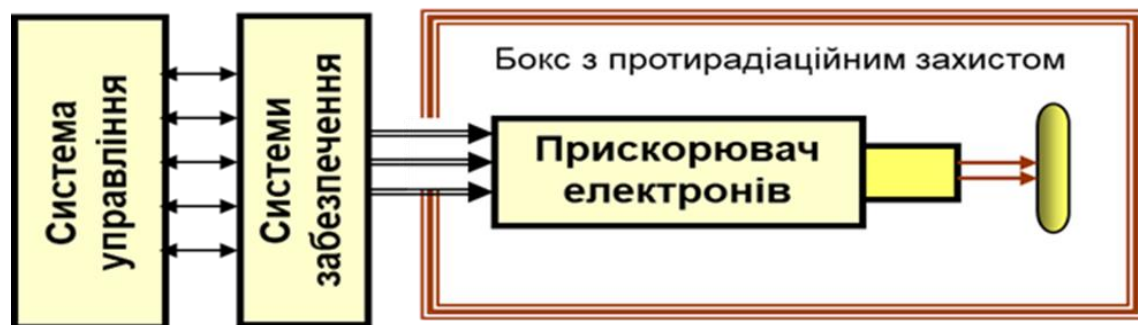 Система
управління
Системи
забезпечення
Бокс з протирадіаційним захистом
Прискорювач
електронів